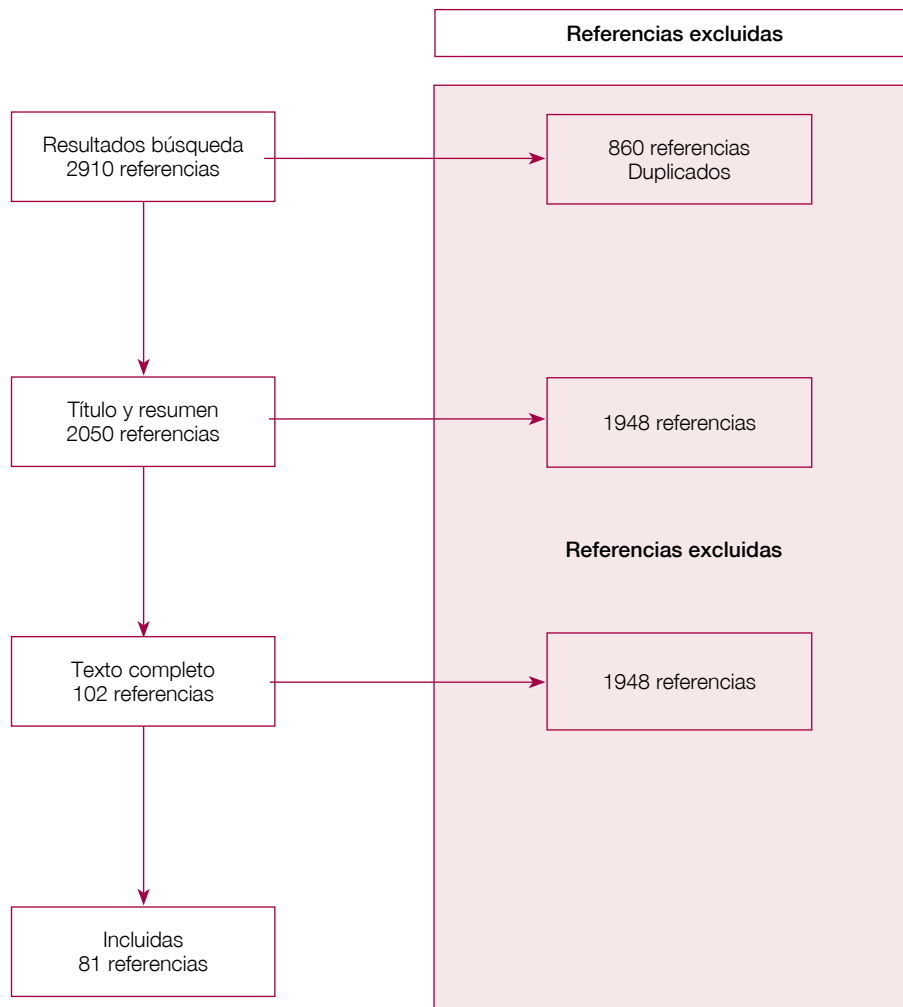 Referencias excluidas
Resultados búsqueda
2910 referencias
860 referencias
Duplicados
Título y resumen
2050 referencias
1948 referencias
Referencias excluidas
Texto completo
102 referencias
1948 referencias
Incluidas
81 referencias